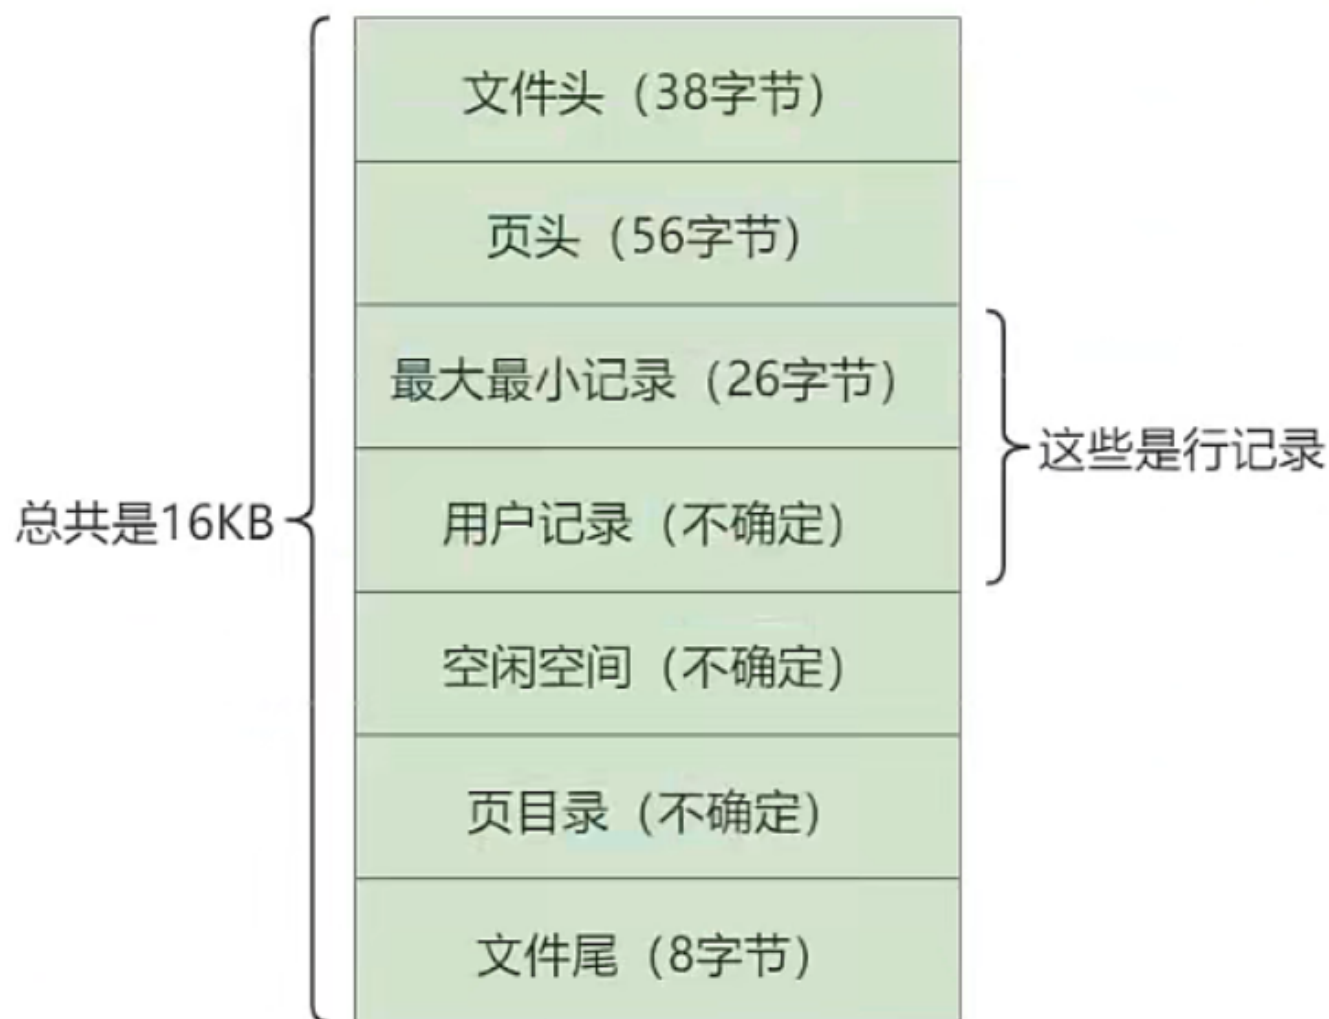 文件头（38字节）
页头（56字节）
最大最小记录（26字节）
这些是行记录
用户记录（不确定）
总共是16KB
空闲空间（不确定）
页目录（不确定）
文件尾（8字节）